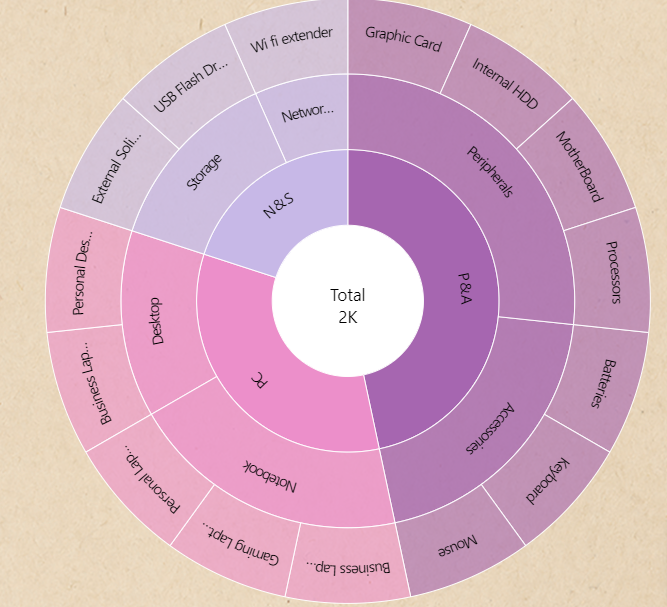 Total
2K
P&A
PC
N&S
Peripherals
Accessories
Notebook
Desktop
Storage
Networ...
Graphic Card
Internal HDD
MotherBoard
Processors
Batteries
Keyboard
Mouse
Business Lap...
Gaming Lapt...
Personal Lap...
Business Lap...
Personal Des...
External Soli...
USB Flash Dr...
Wi fi extender